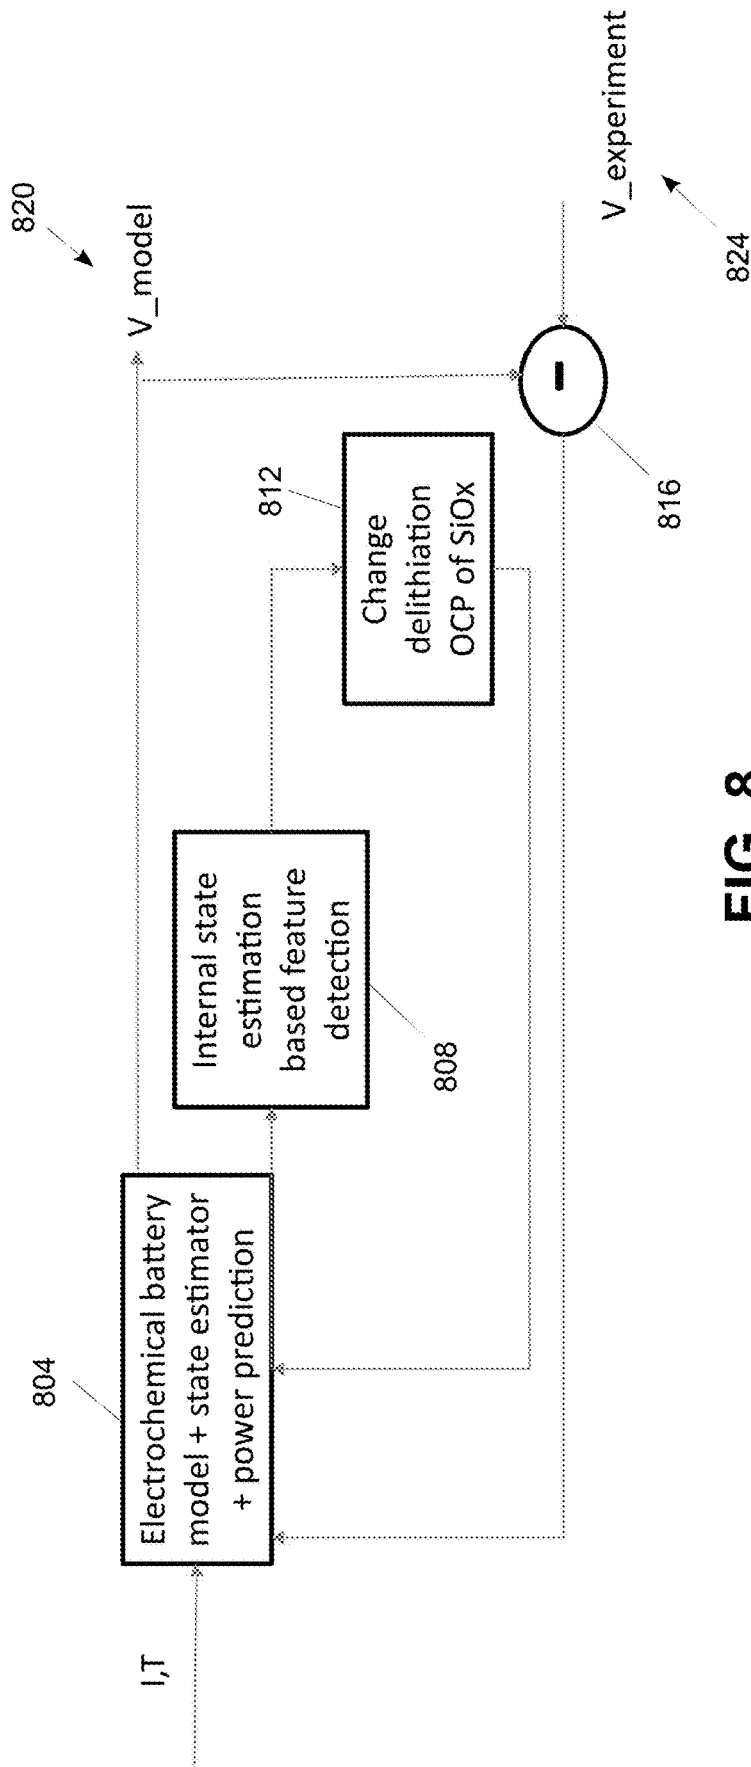 820
V_model
I,T
804
Electrochemical battery
model + state estimator
+ power prediction
Internal state
estimation
based feature
detection
808
812
Change
delithiation
OCP of SiOx
-
816
V_experiment
824
FIG. 8